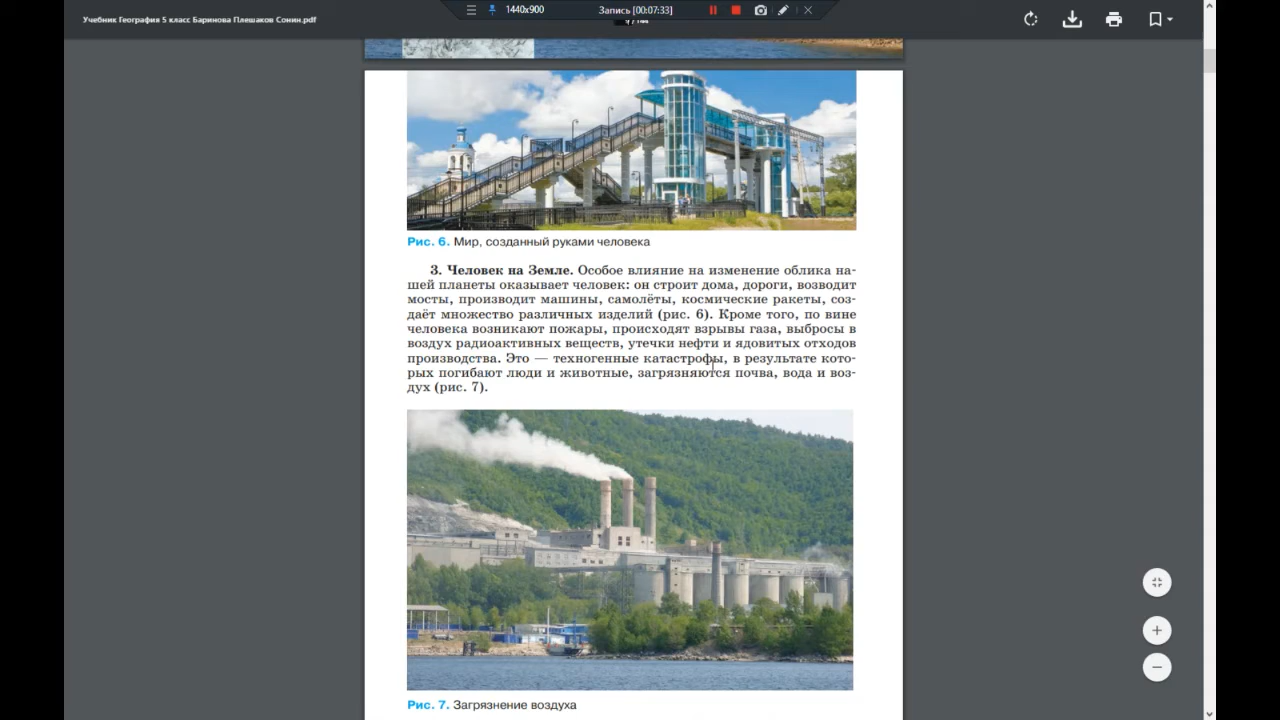 1440x900
Запись [00:07:33]
Учебник География 5 класс Баринова Плешаков Сонин.pdf
Рис. 6. Мир, созданный руками человека
3. Человек на Земле. Особое влияние на изменение облика на-
шей планеты оказывает человек: он строит дома, дороги, возводит
мосты, производит машины, самолёты, космические ракеты, соз-
даёт множество различных изделий (рис. 6). Кроме того, по вине
человека возникают пожары, происходят взрывы газа, выбросы в
воздух радиоактивных веществ, утечки нефти и ядовитых отходов
производства. Это — техногенные катастрофы, в результате кото-
рых погибают люди и животные, загрязняются почва, вода и воз-
дух (рис. 7).
Рис. 7. Загрязнение воздуха